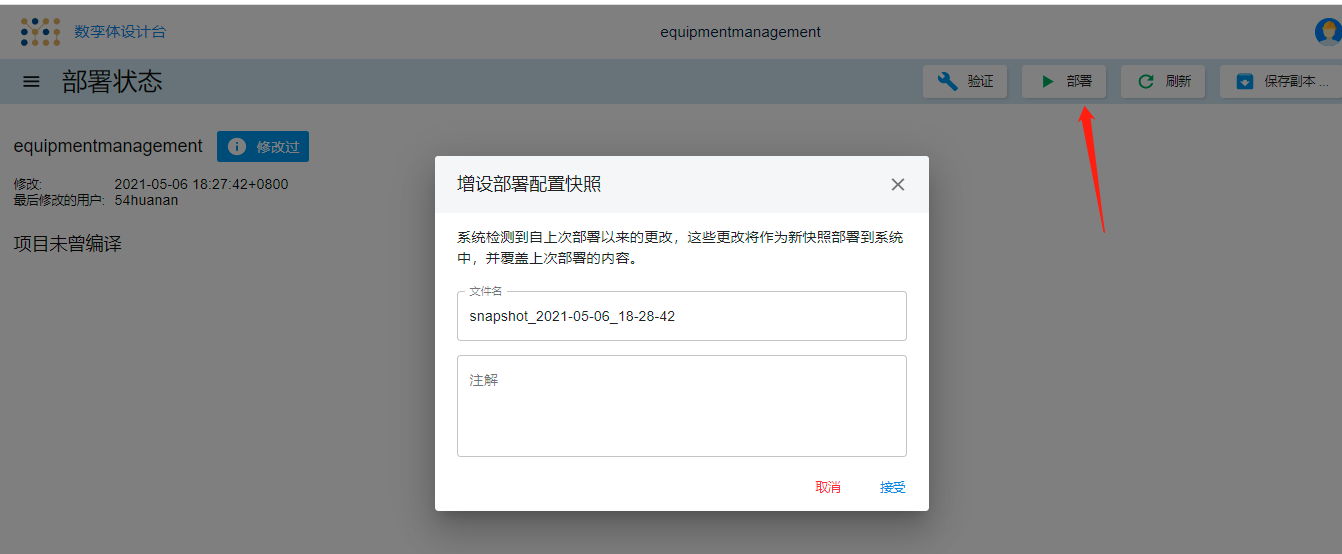 数孪体设计台
equipmentmanagement
部署状态
验证
部署
刷新
保存副本 ...
equipmentmanagement
修改过
修改: 2021-05-06 18:27:42+0800
最后修改的用户: 54huanan
项目未曾编译
增设部署配置快照
系统检测到自上次部署以来的更改，这些更改将作为新快照部署到系统
中，并覆盖上次部署的内容。
文件名
snapshot_2021-05-06_18-28-42
注解
取消
接受